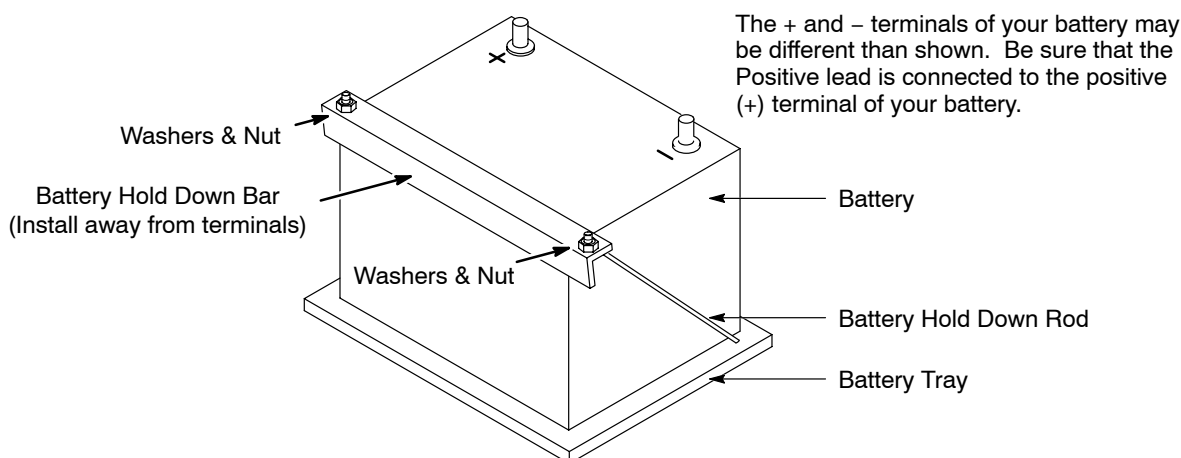 The + and − terminals of your battery may
be different than shown.  Be sure that the
Positive lead is connected to the positive
(+) terminal of your battery.
+
−
Washers & Nut
Battery Hold Down Bar
(Install away from terminals)
Washers & Nut
Battery
Battery Hold Down Rod
Battery Tray